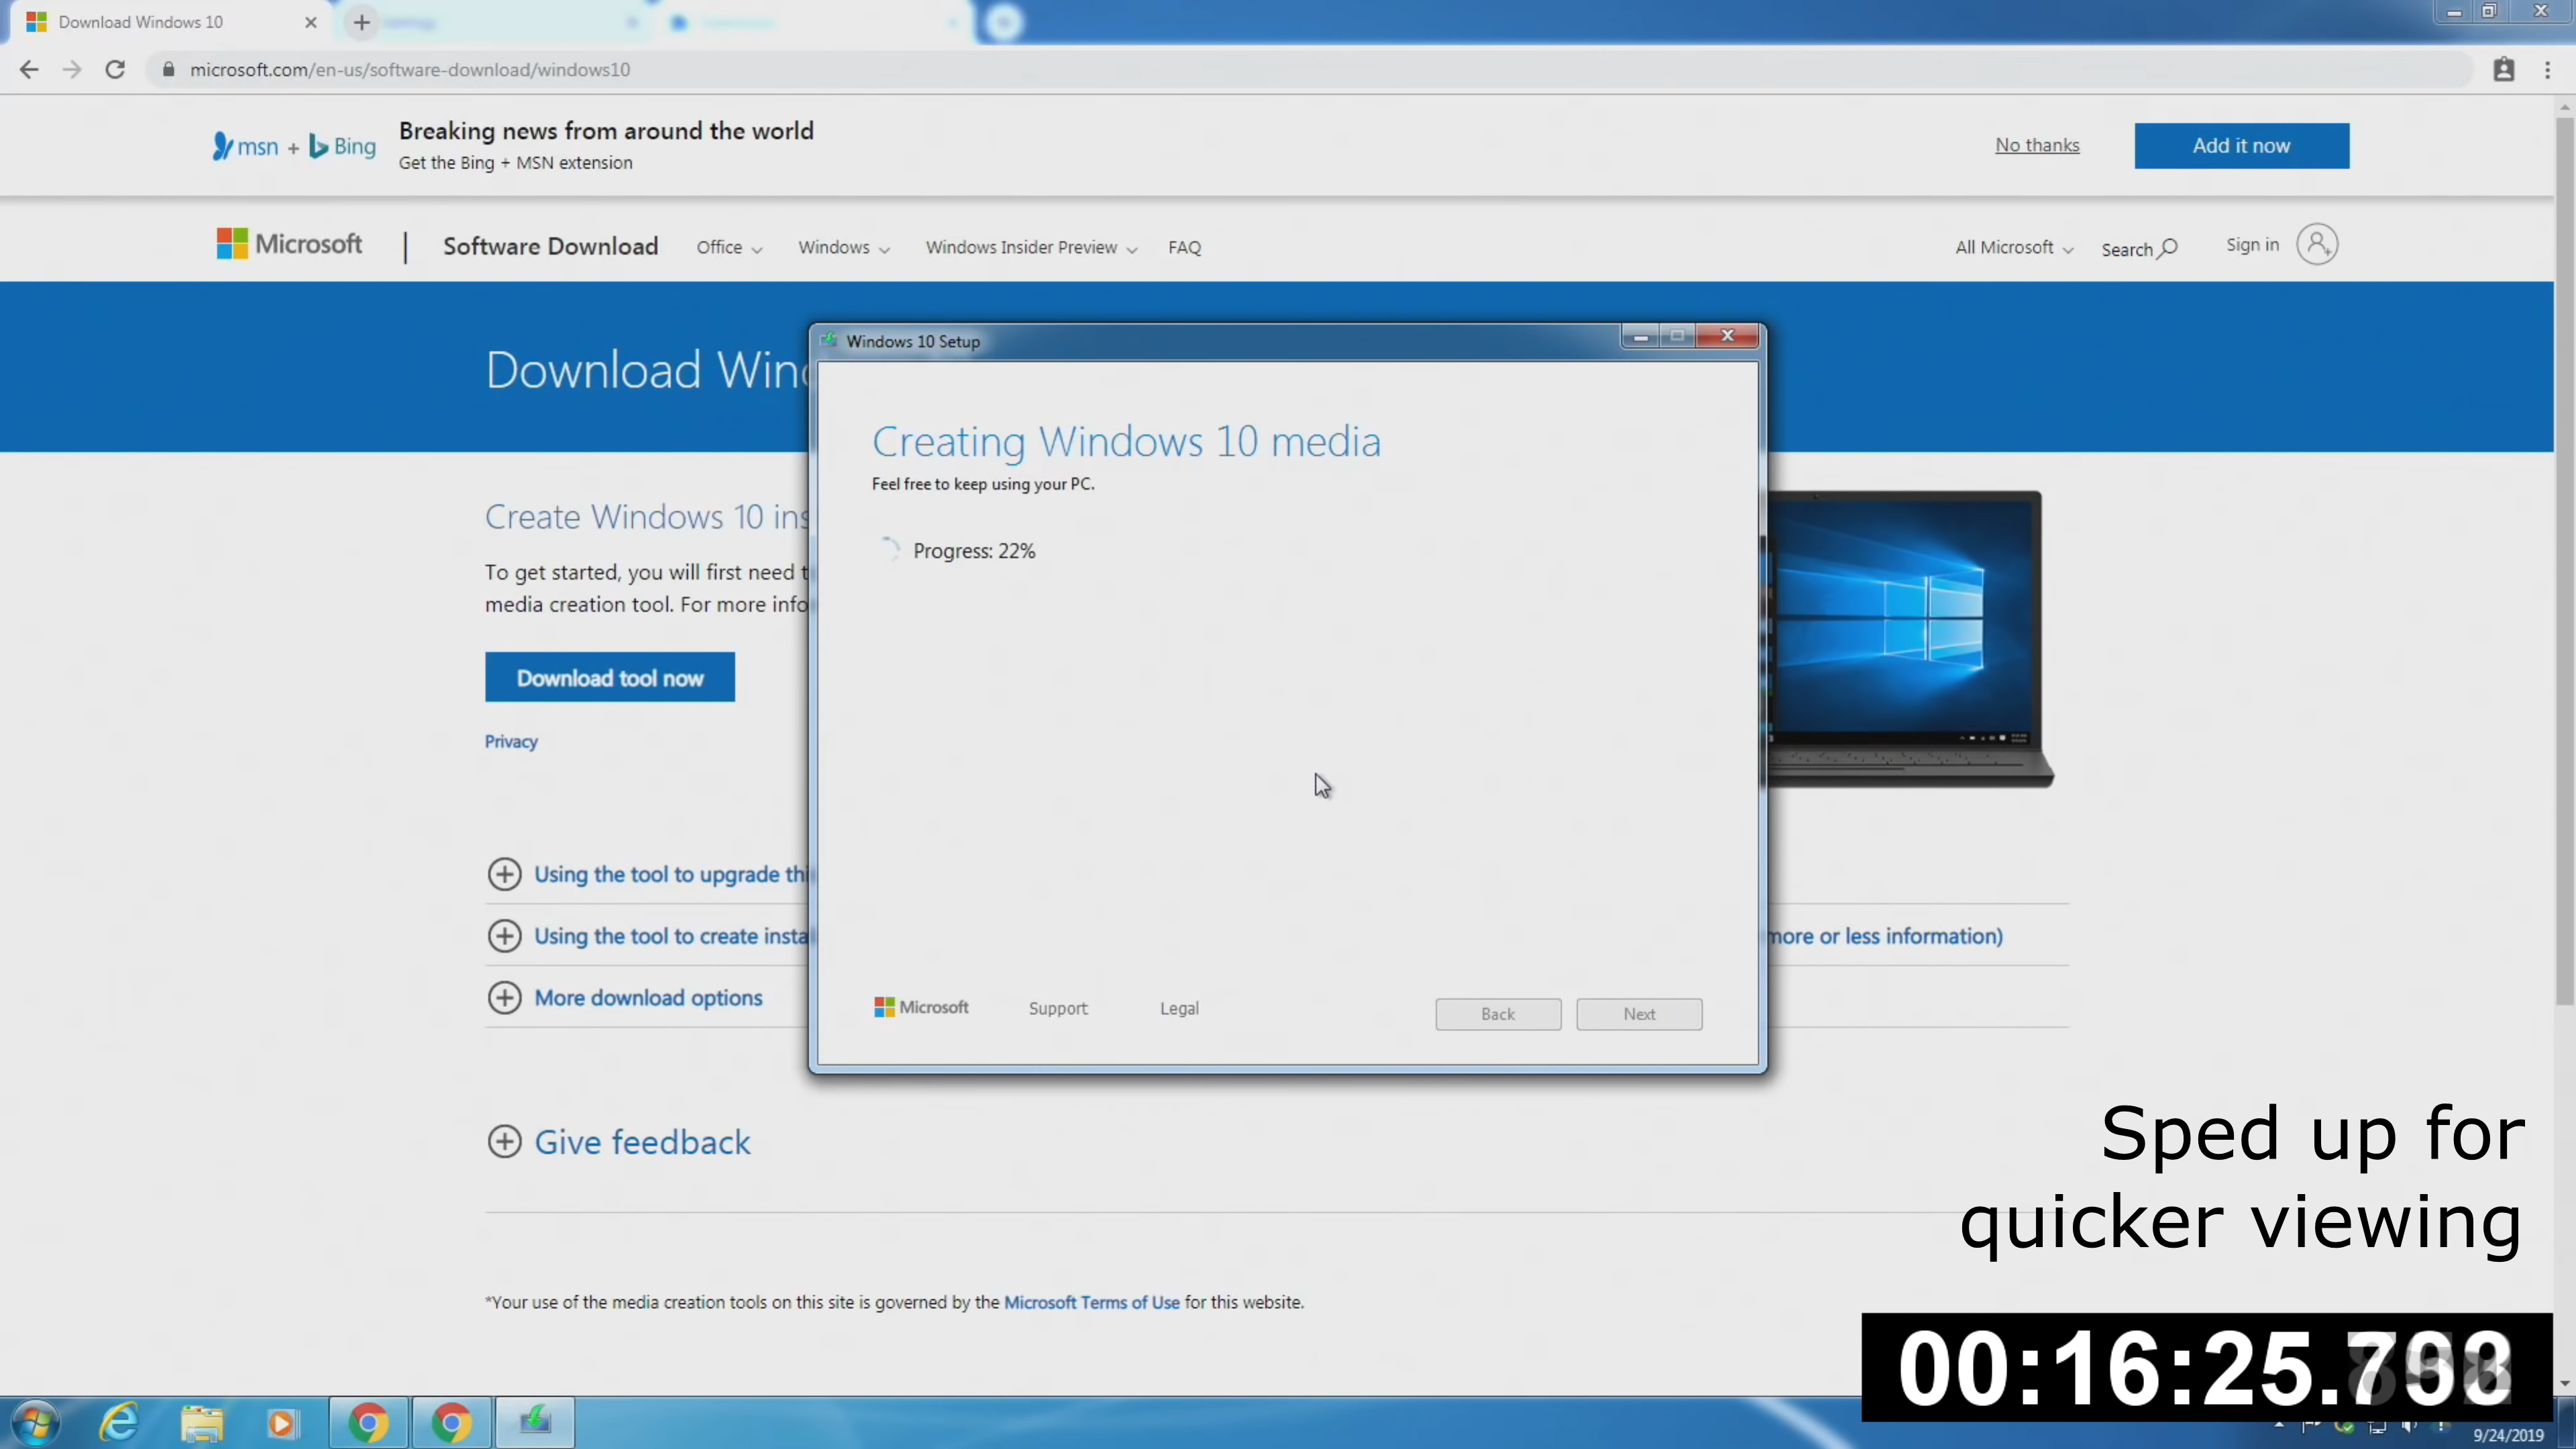 Download Windows 10
microsoft.com/en-us/software-download/windows10
msn + Bing
Breaking news from around the world
Get the Bing + MSN extension
No thanks
Add it now
Microsoft
Software Download
Office
Windows
Windows Insider Preview
FAQ
All Microsoft
Search
Sign in
Download Wind
Windows 10 Setup
Creating Windows 10 media
Feel free to keep using your PC.
Progress: 22%
Create Windows 10 ins
To get started, you will first need t
media creation tool. For more info
Download tool now
Privacy
Using the tool to upgrade thi
Using the tool to create insta
more or less information)
More download options
Microsoft
Support
Legal
Back
Next
Give feedback
Sped up for
quicker viewing
*Your use of the media creation tools on this site is governed by the Microsoft Terms of Use for this website.
00:16:25.
9/24/2019